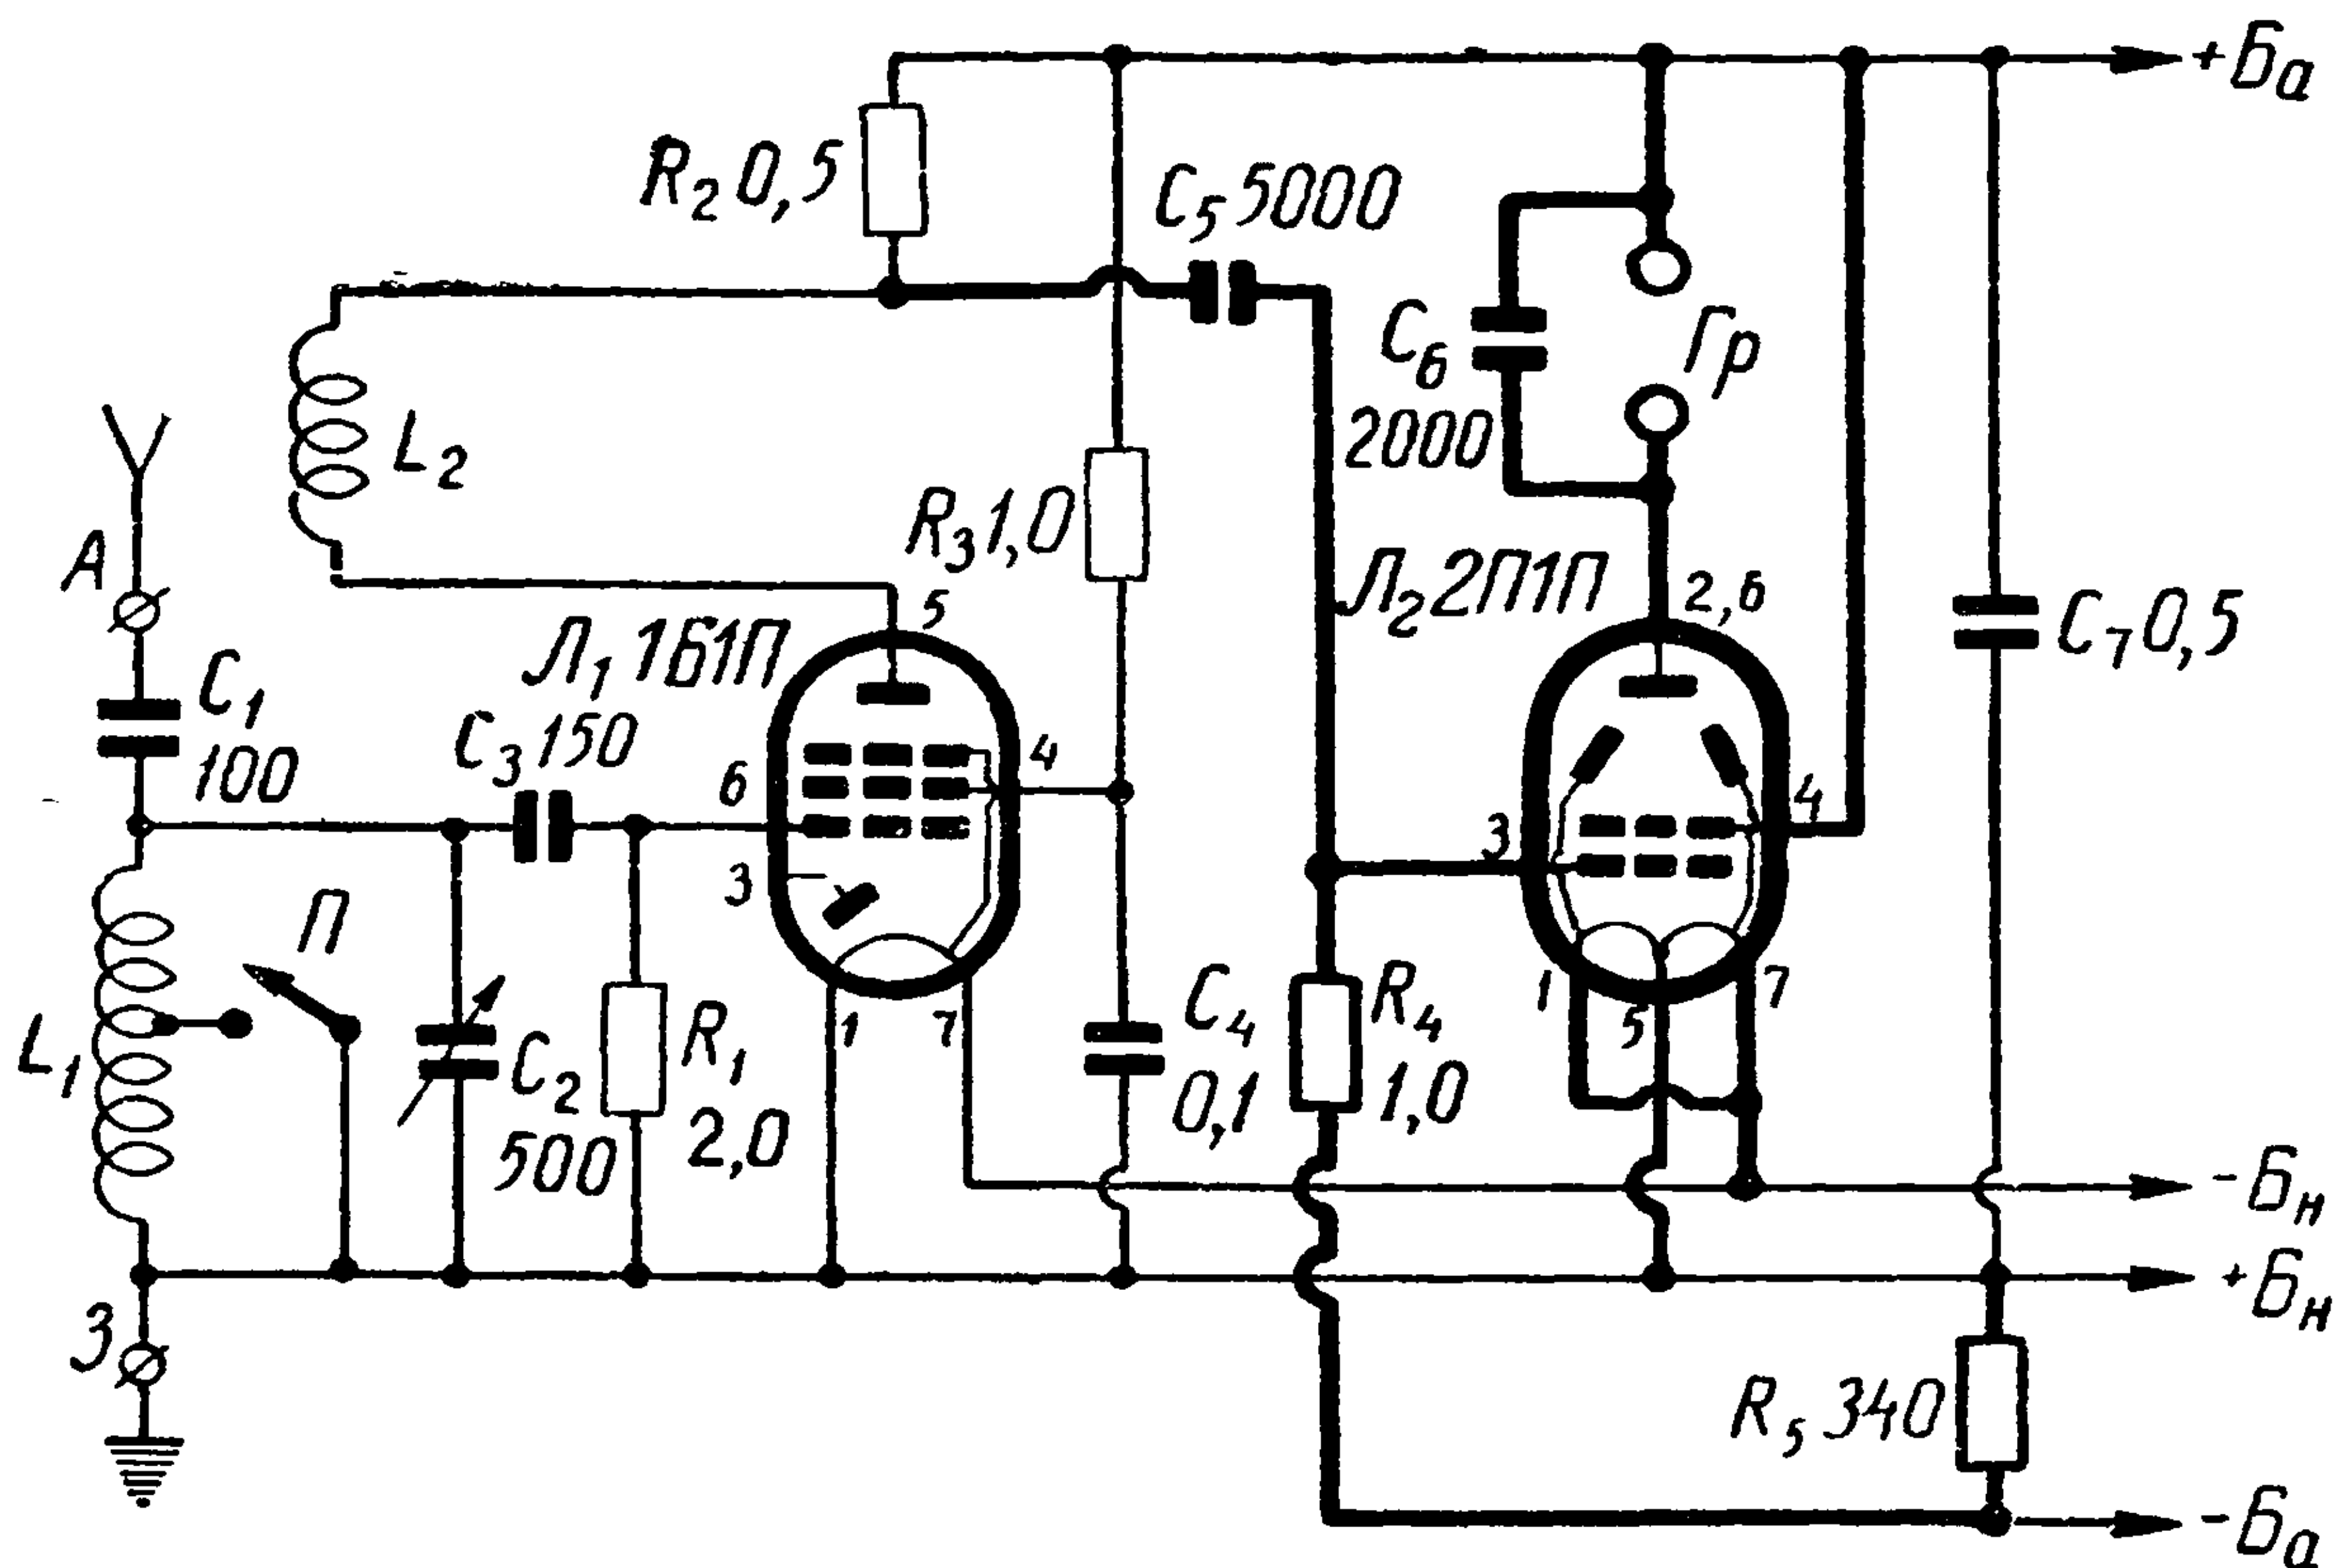 +Бa
R₂ 0,5
C₅ 5000
C₆
2000
Гр
L₂
A
R₃ 1,0
Л₁ 1Б1П
5
Л₂ 2П1П
2,6
C₇ 0,5
C₁
100
C₃ 150
6
4
3
3
4
П
L₁
C₂
500
R₁
2,0
1
7
C₄
0,1
R₄
1,0
1
5
7
-Бн
+Бн
З
R₅ 340
-Бa